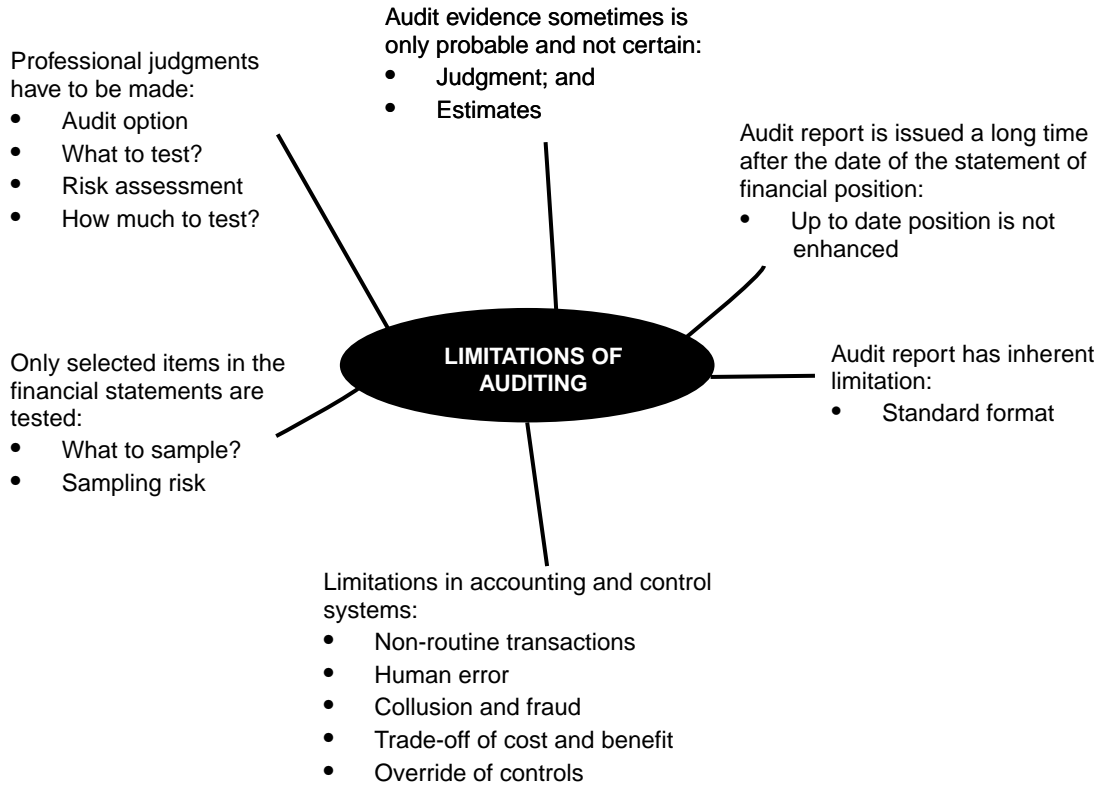 Audit evidence sometimes is
only probable and not certain:
• Judgment; and
• Estimates
Professional judgments
have to be made:
• Audit option
• What to test?
• Risk assessment
• How much to test?
Audit report is issued a long time
after the date of the statement of
financial position:
• Up to date position is not
enhanced
LIMITATIONS OF
AUDITING
Only selected items in the
financial statements are
tested:
• What to sample?
• Sampling risk
Audit report has inherent
limitation:
• Standard format
Limitations in accounting and control
systems:
• Non-routine transactions
• Human error
• Collusion and fraud
• Trade-off of cost and benefit
• Override of controls